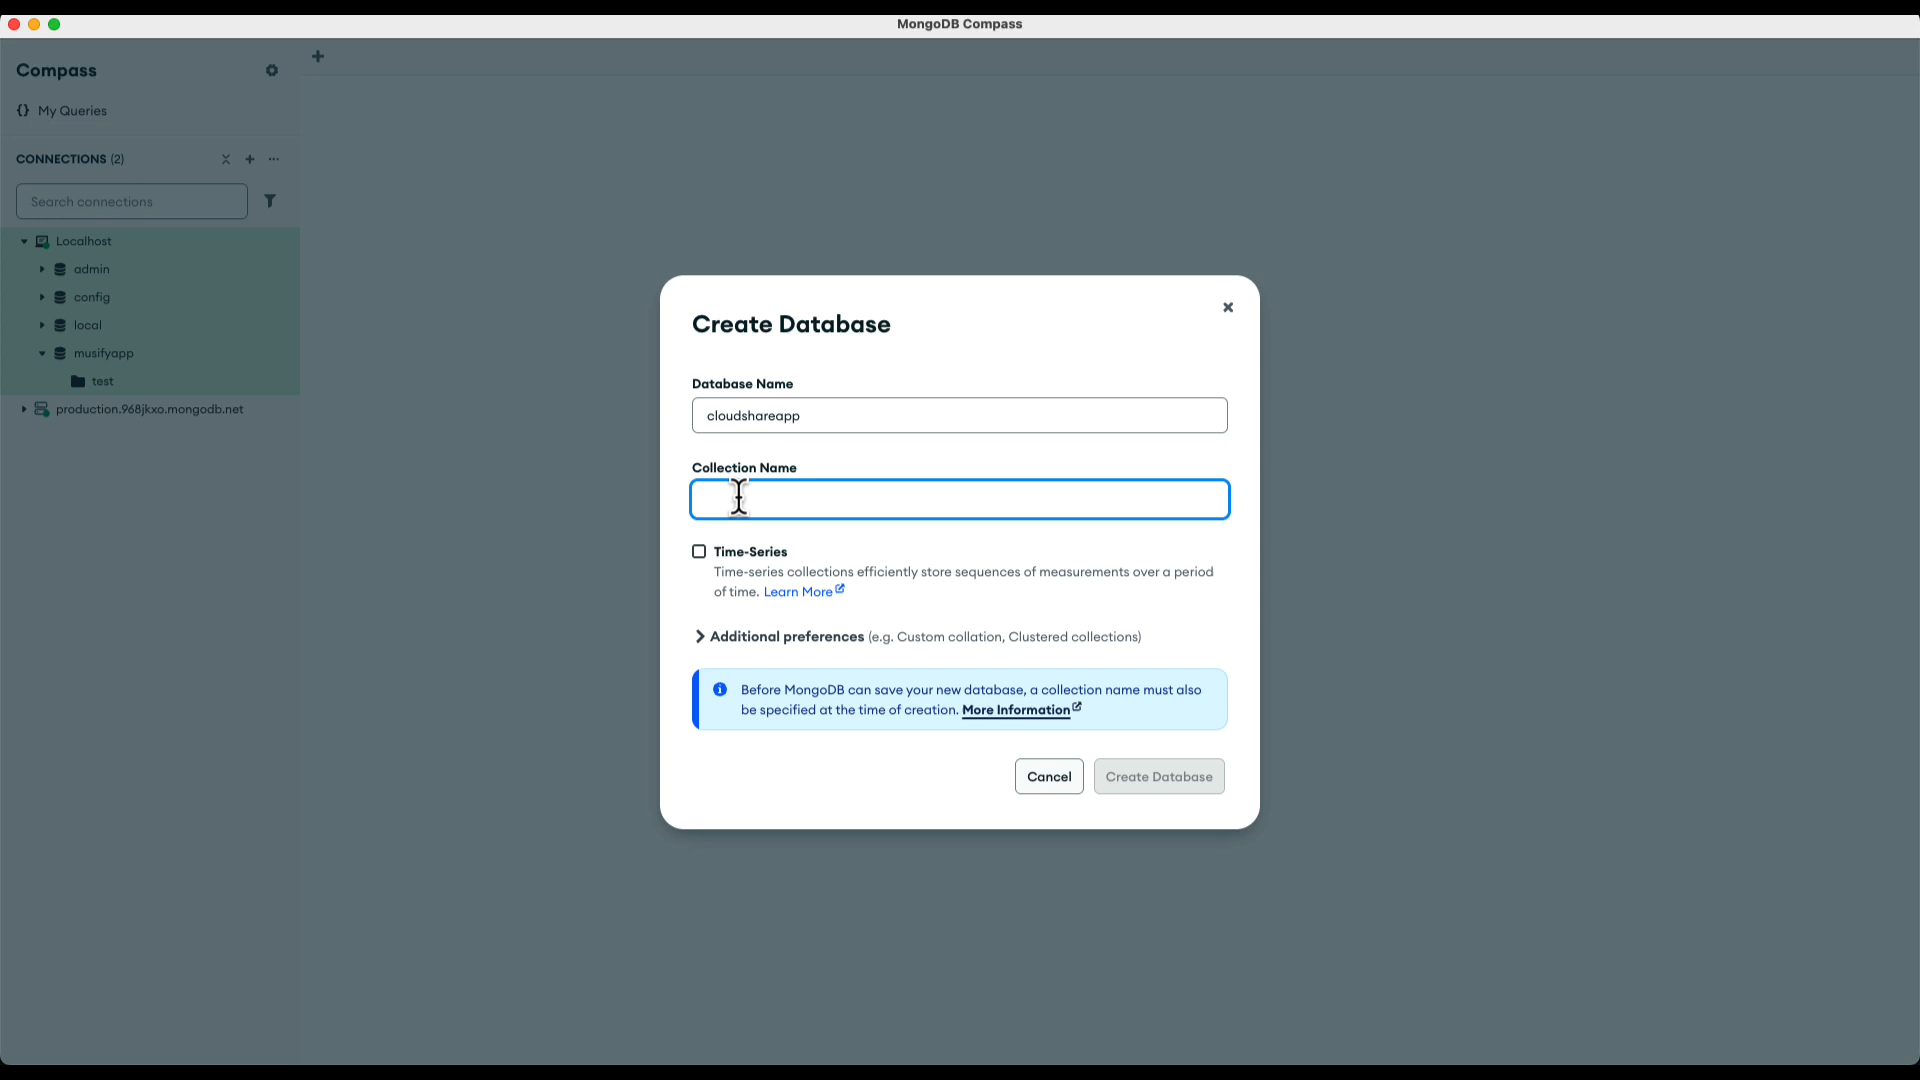 MongoDB Compass
Compass
{} My Queries
CONNECTIONS (2)
Search connections
Localhost
admin
config
local
musifyapp
test
production.968jkxo.mongodb.net
Create Database
Database Name
cloudshareapp
Collection Name
Time-Series
Time-series collections efficiently store sequences of measurements over a period
of time. Learn More
Additional preferences (e.g. Custom collation, Clustered collections)
Before MongoDB can save your new database, a collection name must also
be specified at the time of creation. More Information
Cancel
Create Database